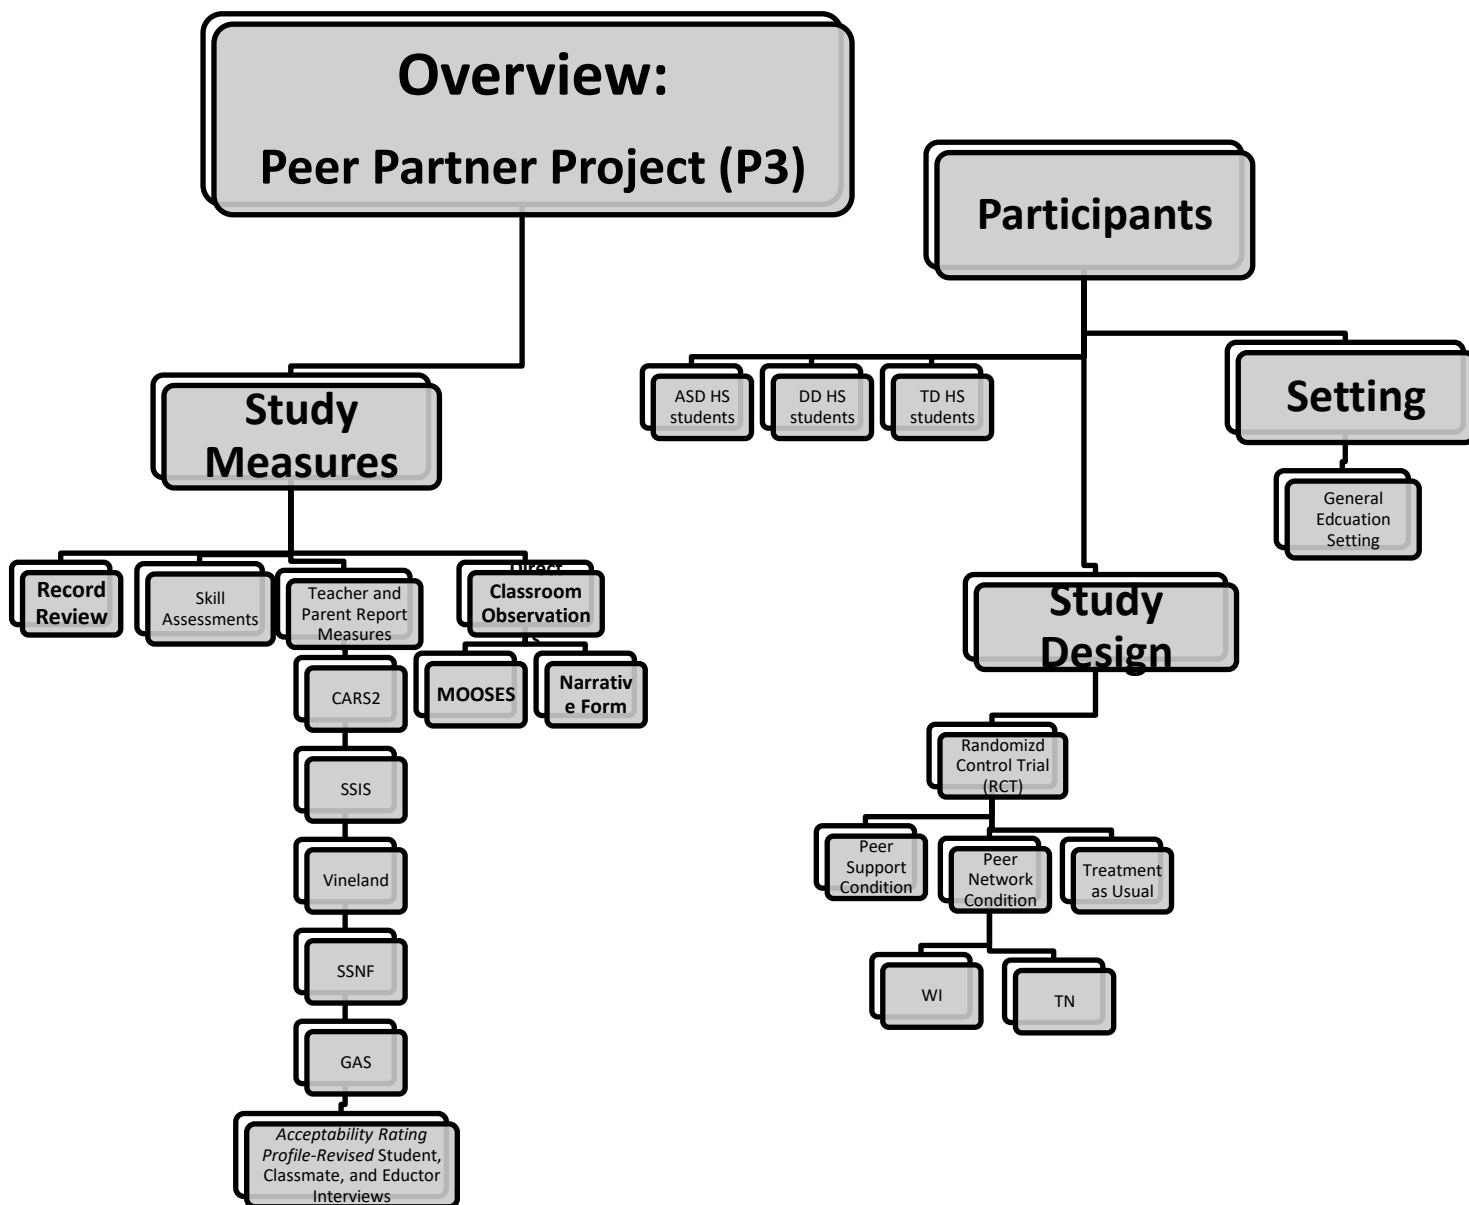 Overview:
Peer Partner Project (P3)
Participants
Study
Measures
ASD HS
students
DD HS
students
TD HS
students
Setting
General
Edcuation
Setting
Record
Review
Skill
Assessments
Teacher and
Parent Report
Measures
Direct
Classroom
Observation
s
CARS2
MOOSES
Narrativ
e Form
SSIS
Vineland
SSNF
GAS
Acceptability Rating
Profile-Revised Student,
Classmate, and Eductor
Interviews
Study
Design
Randomizd
Control Trial
(RCT)
Peer
Support
Condition
Peer
Network
Condition
Treatment
as Usual
WI
TN